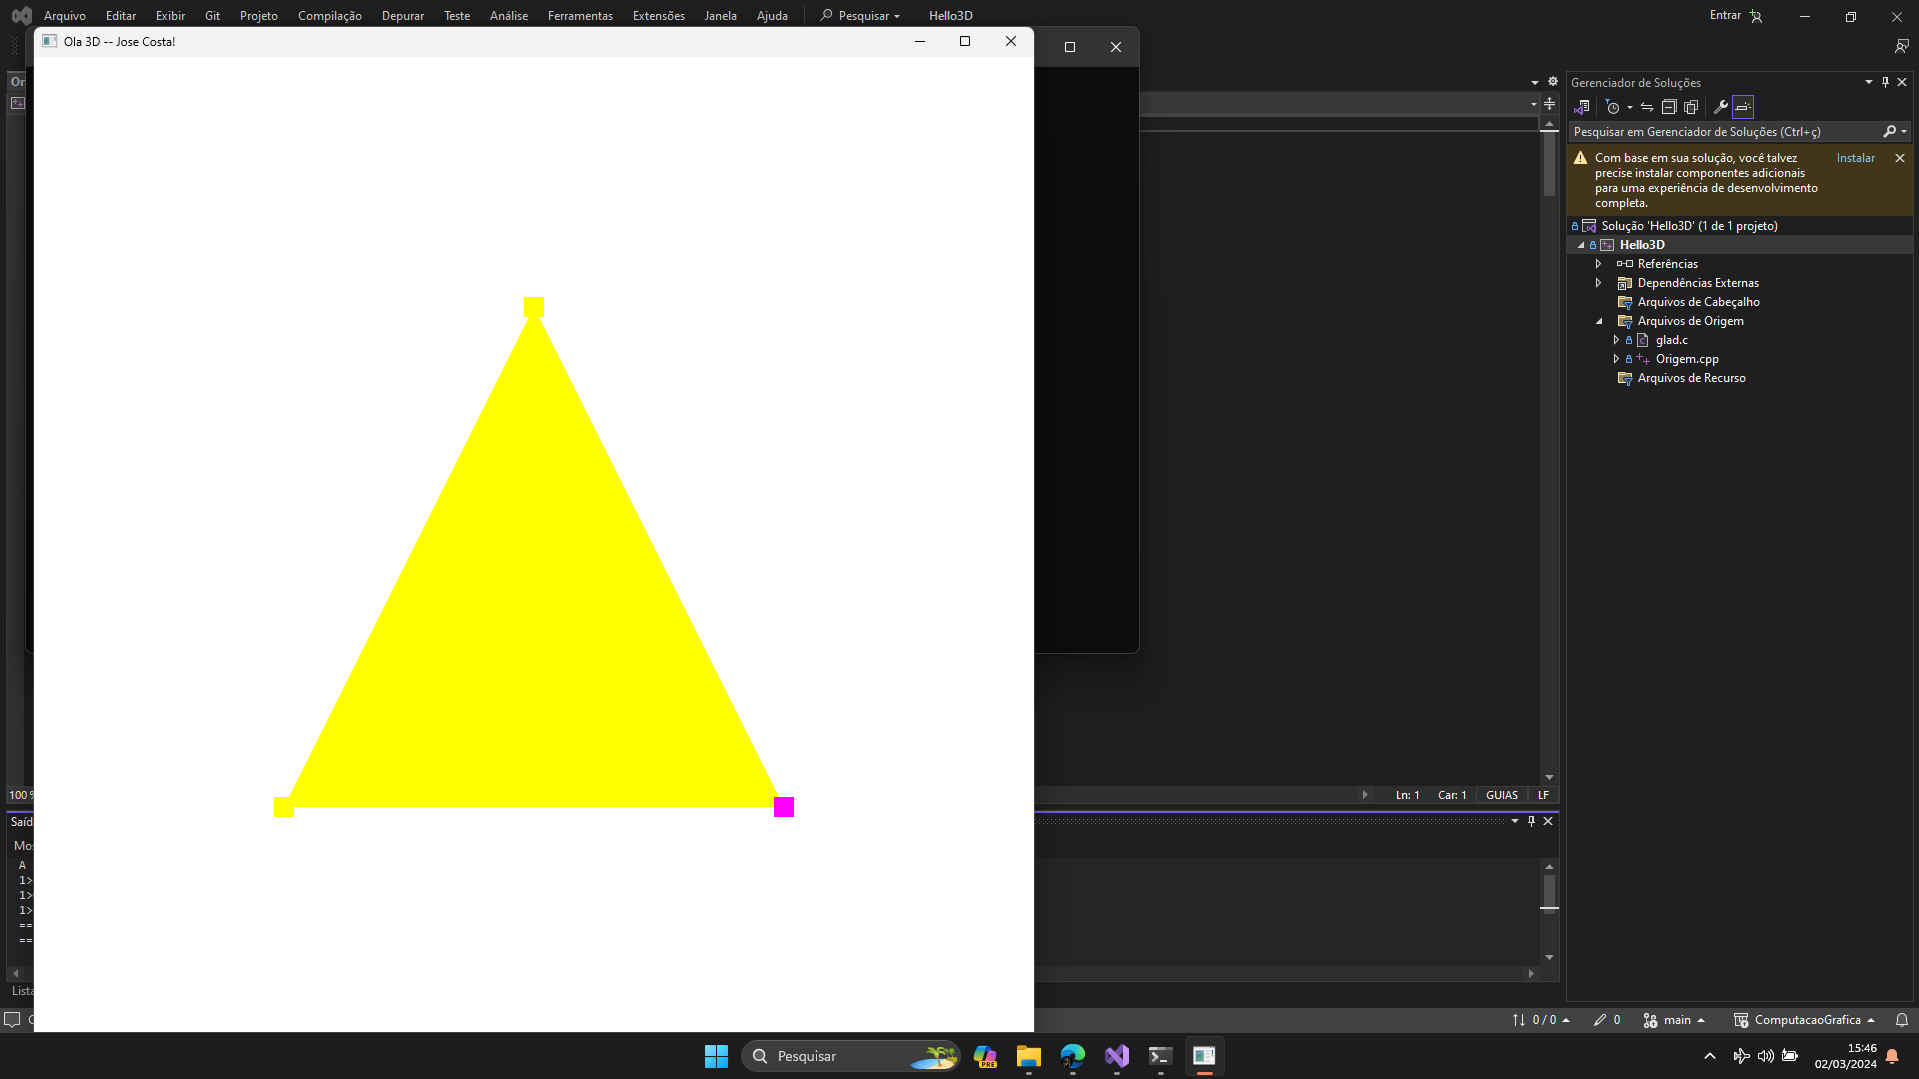 Arquivo Editar Exibir Git Projeto Compilação Depurar Teste Análise Ferramentas Extensões Janela Ajuda Pesquisar Hello3D Entrar
Ola 3D -- Jose Costa!
Or
Gerenciador de Soluções
Pesquisar em Gerenciador de Soluções (Ctrl+ç)
Com base em sua solução, você talvez Instalar
precise instalar componentes adicionais
para uma experiência de desenvolvimento
completa.
Solução 'Hello3D' (1 de 1 projeto)
Hello3D
Referências
Dependências Externas
Arquivos de Cabeçalho
Arquivos de Origem
glad.c
Origem.cpp
Arquivos de Recurso
100 % Ln: 1 Car: 1 GUIAS LF
Saíd
Mos
A
1>
1>
1>
==
==
Lista
0 / 0 0 main ComputacaoGrafica
Pesquisar PRE 15:46
02/03/2024